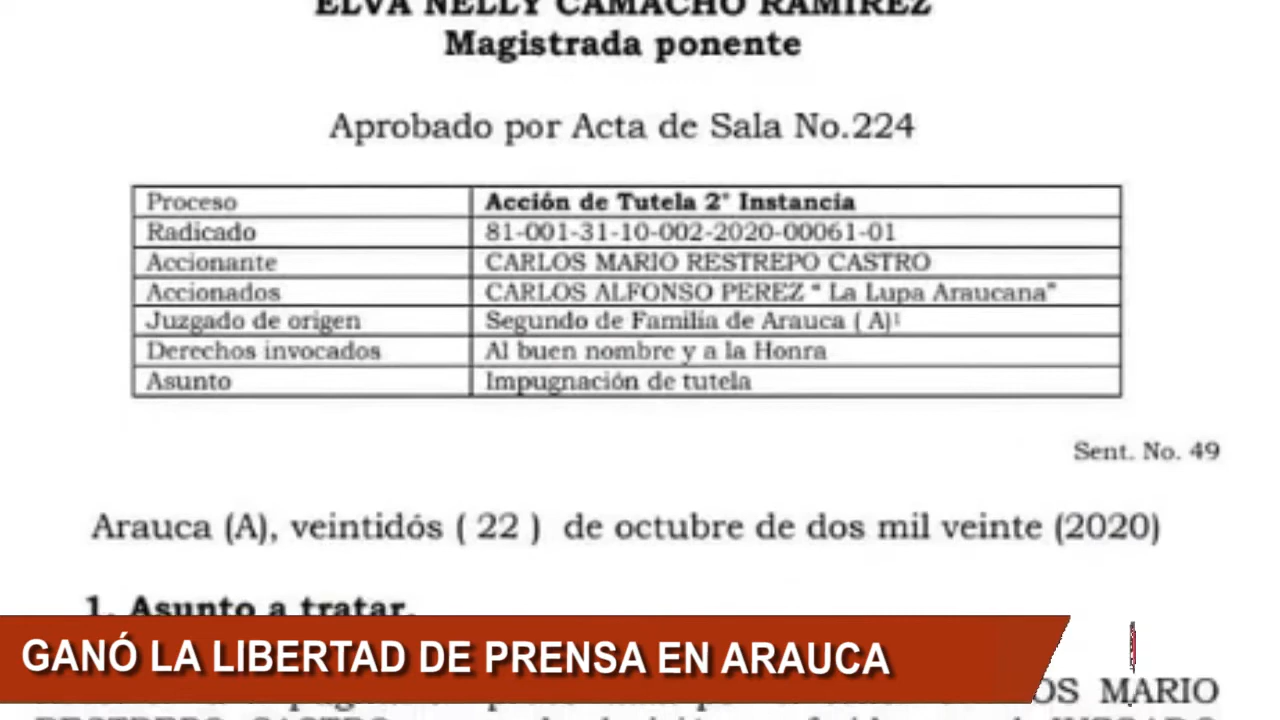 ELVA NELLY CAMACHO RAMIREZ
Magistrada ponente
Aprobado por Acta de Sala No.224
Proceso Acción de Tutela 2° Instancia
Radicado 81-001-31-10-002-2020-00061-01
Accionante CARLOS MARIO RESTREPO CASTRO
Accionados CARLOS ALFONSO PEREZ “ La Lupa Araucana”
Juzgado de origen Segundo de Familia de Arauca ( A)¹
Derechos invocados Al buen nombre y a la Honra
Asunto Impugnación de tutela
Sent. No. 49
Arauca (A), veintidós ( 22 ) de octubre de dos mil veinte (2020)
1. Asunto a tratar.
GANÓ LA LIBERTAD DE PRENSA EN ARAUCA
MARIO